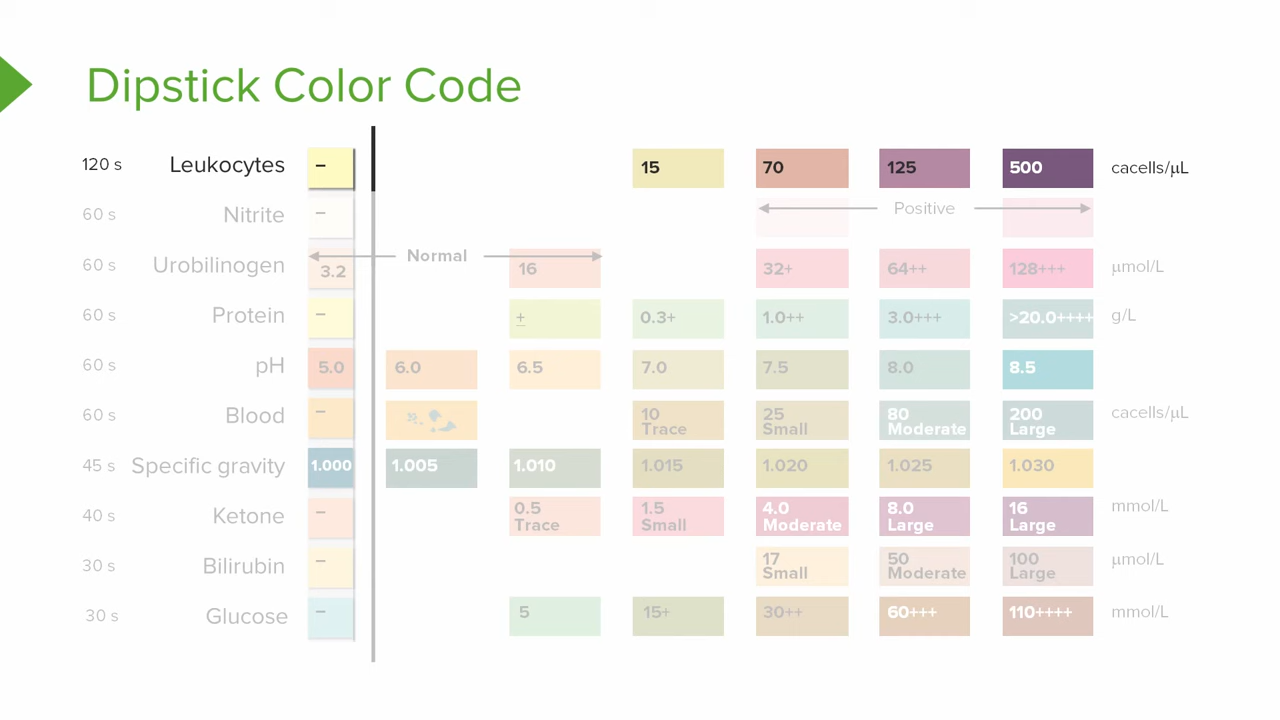 Dipstick Color Code
120 s Leukocytes – 15 70 125 500 cacells/μL
60 s Nitrite – Positive
60 s Urobilinogen 3.2 Normal 16 32+ 64++ 128+++ μmol/L
60 s Protein – ± 0.3+ 1.0++ 3.0+++ >20.0++++ g/L
60 s pH 5.0 6.0 6.5 7.0 7.5 8.0 8.5
60 s Blood – 10 Trace 25 Small 80 Moderate 200 Large cacells/μL
45 s Specific gravity 1.000 1.005 1.010 1.015 1.020 1.025 1.030
40 s Ketone – 0.5 Trace 1.5 Small 4.0 Moderate 8.0 Large 16 Large mmol/L
30 s Bilirubin – 17 Small 50 Moderate 100 Large μmol/L
30 s Glucose – 5 15+ 30++ 60+++ 110++++ mmol/L